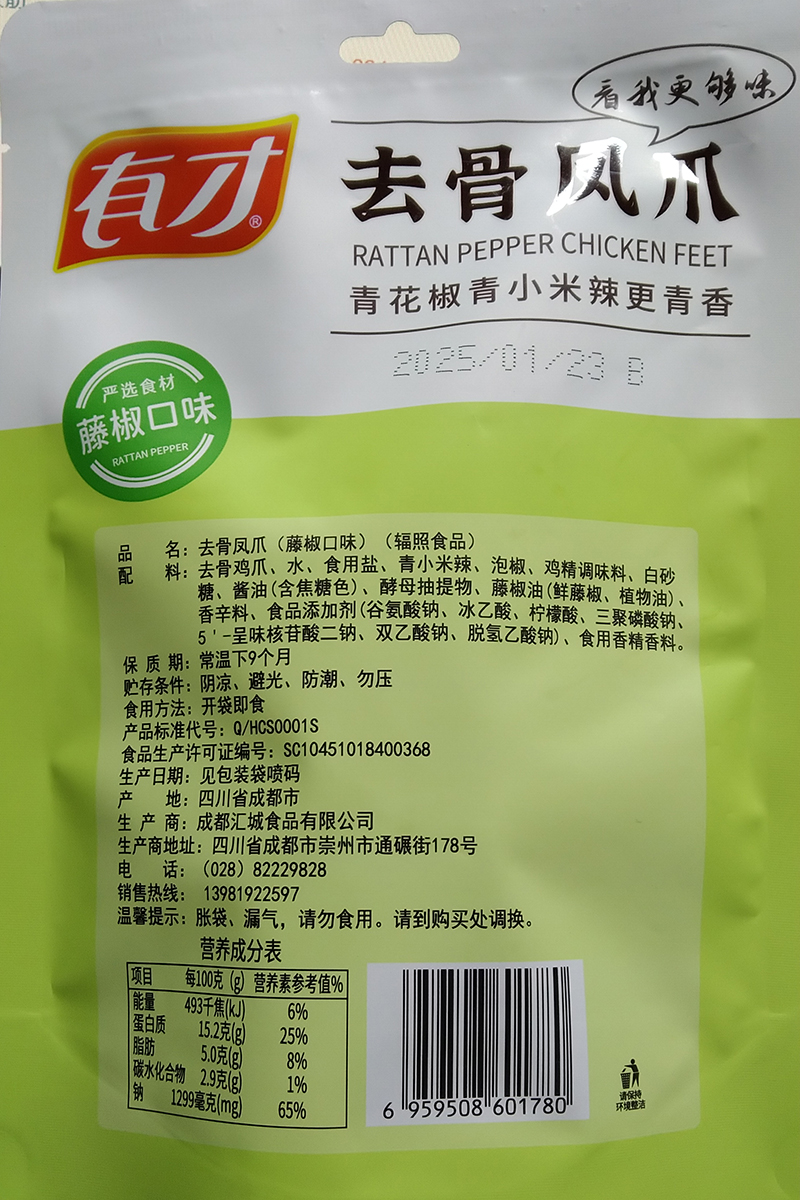 看我更够味
有才®
去骨凤爪
RATTAN PEPPER CHICKEN FEET
青花椒青小米辣更青香
2025/01/23 B
严选食材
藤椒口味
RATTAN PEPPER
品 名：去骨凤爪（藤椒口味）（辐照食品）
配 料：去骨鸡爪、水、食用盐、青小米辣、泡椒、鸡精调味料、白砂
糖、酱油(含焦糖色)、酵母抽提物、藤椒油(鲜藤椒、植物油)、
香辛料、食品添加剂(谷氨酸钠、冰乙酸、柠檬酸、三聚磷酸钠、
5'-呈味核苷酸二钠、双乙酸钠、脱氢乙酸钠)、食用香精香料。
保 质 期：常温下9个月
贮存条件：阴凉、避光、防潮、勿压
食用方法：开袋即食
产品标准代号：Q/HCS0001S
食品生产许可证编号：SC10451018400368
生产日期：见包装袋喷码
产 地：四川省成都市
生 产 商：成都汇城食品有限公司
生产商地址：四川省成都市崇州市通碾街178号
电 话：（028）82229828
销售热线： 13981922597
温馨提示：胀袋、漏气，请勿食用。请到购买处调换。
营养成分表
项目 每100克 (g) 营养素参考值%
能量 493千焦(kJ) 6%
蛋白质 15.2克(g) 25%
脂肪 5.0克(g) 8%
碳水化合物 2.9克(g) 1%
钠 1299毫克(mg) 65%
6 959508 601780
请保持
环境整洁